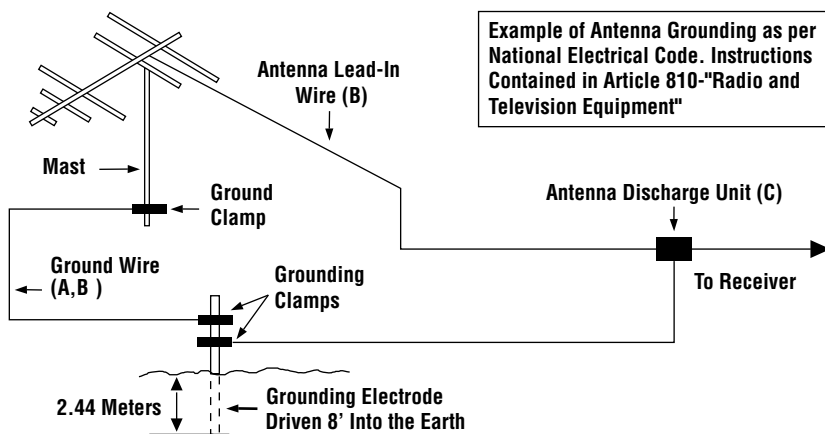 Example of Antenna Grounding as per
National Electrical Code. Instructions
Contained in Article 810-"Radio and
Television Equipment"
Antenna Lead-In
Wire (B)
Mast
Ground
Clamp
Antenna Discharge Unit (C)
Ground Wire
(A,B )
Grounding
Clamps
To Receiver
2.44 Meters
Grounding Electrode
Driven 8' Into the Earth